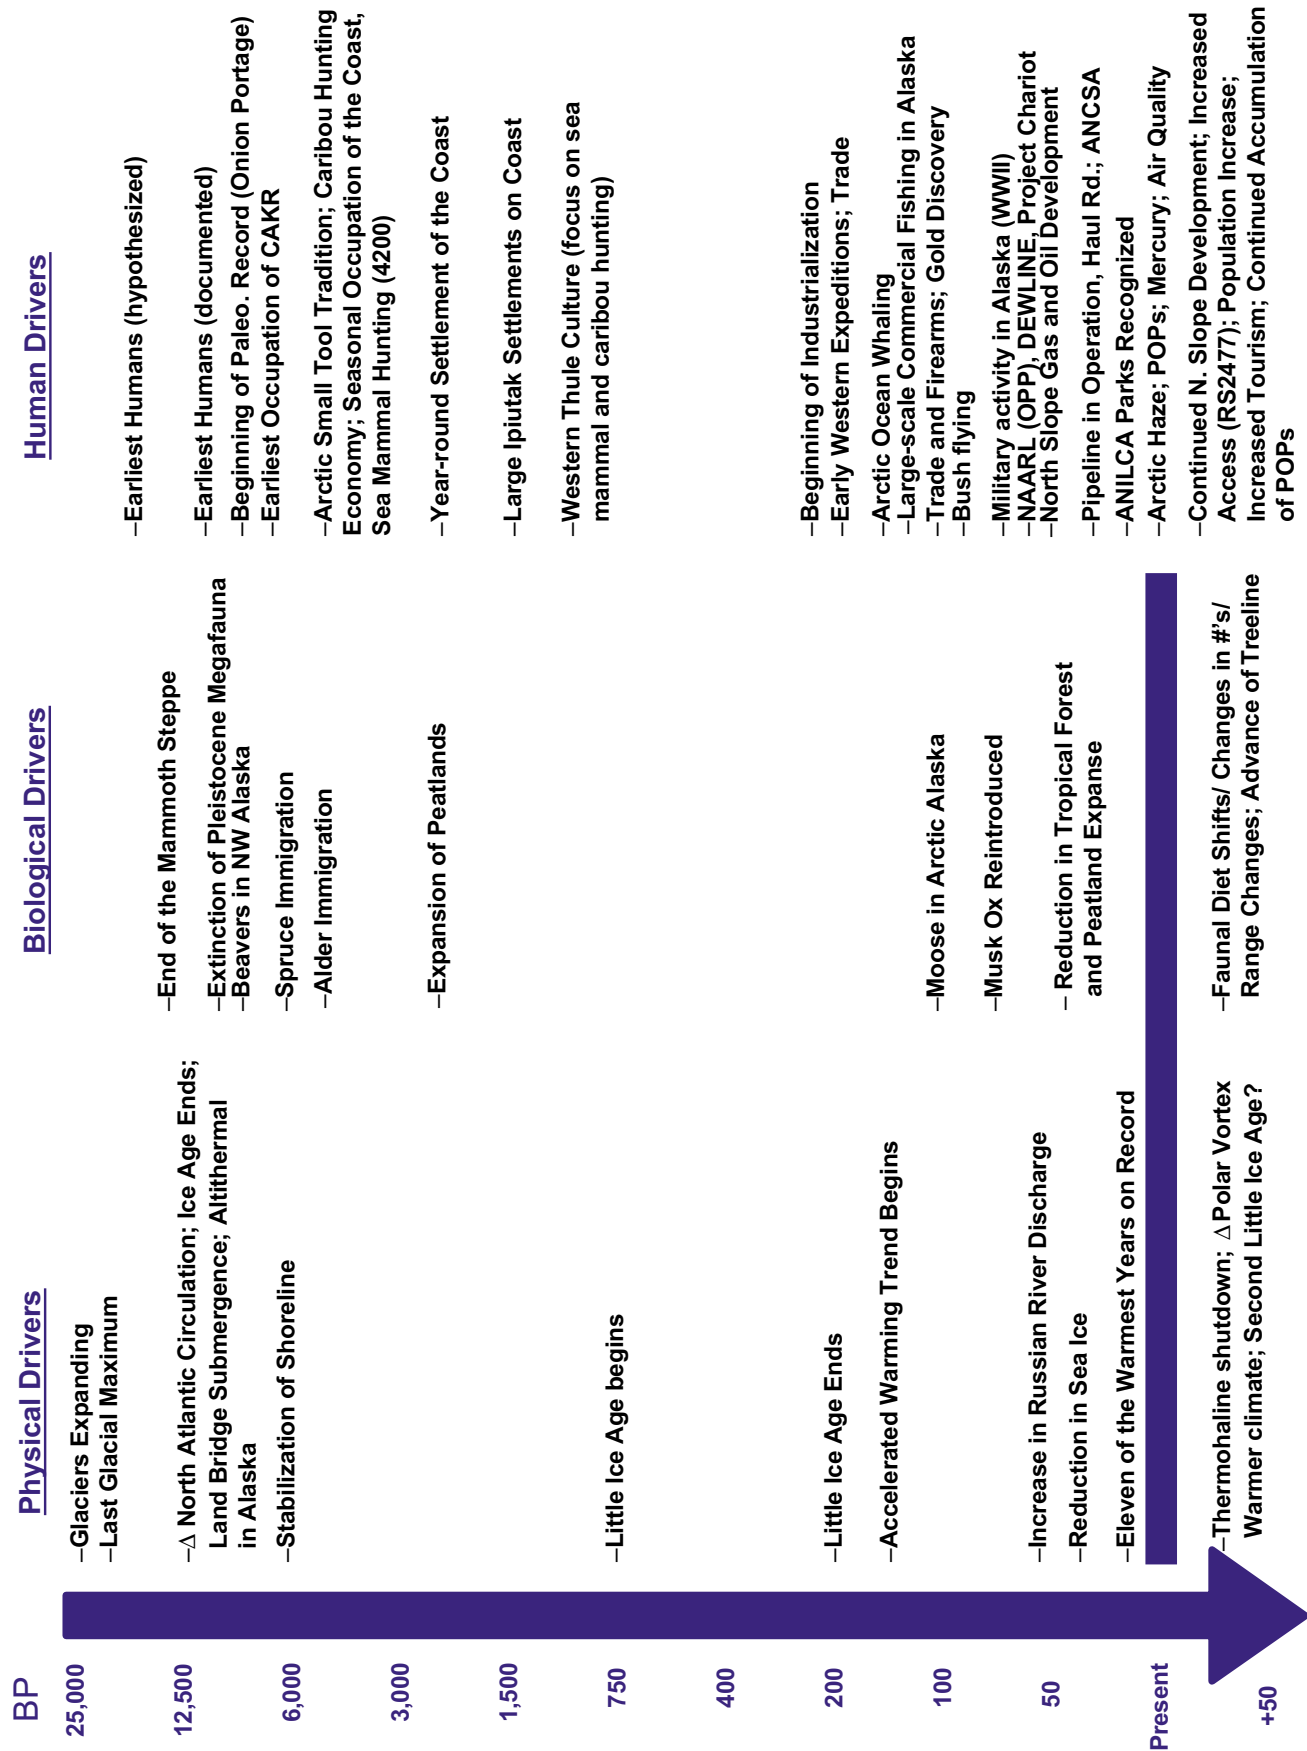 BP
25,000
12,500
6,000
3,000
1,500
750
400
200
100
50
Present
+50
Physical Drivers
–Glaciers Expanding
–Last Glacial Maximum
–Δ North Atlantic Circulation; Ice Age Ends;
Land Bridge Submergence; Altithermal
in Alaska
–Stabilization of Shoreline
–Little Ice Age begins
–Little Ice Age Ends
–Accelerated Warming Trend Begins
–Increase in Russian River Discharge
–Reduction in Sea Ice
–Eleven of the Warmest Years on Record
–Thermohaline shutdown; Δ Polar Vortex
Warmer climate; Second Little Ice Age?
Biological Drivers
–End of the Mammoth Steppe
–Extinction of Pleistocene Megafauna
–Beavers in NW Alaska
–Spruce Immigration
–Alder Immigration
–Expansion of Peatlands
–Moose in Arctic Alaska
–Musk Ox Reintroduced
– Reduction in Tropical Forest
and Peatland Expanse
–Faunal Diet Shifts/ Changes in #'s/
Range Changes; Advance of Treeline
Human Drivers
–Earliest Humans (hypothesized)
–Earliest Humans (documented)
–Beginning of Paleo. Record (Onion Portage)
–Earliest Occupation of CAKR
–Arctic Small Tool Tradition; Caribou Hunting
Economy; Seasonal Occupation of the Coast,
Sea Mammal Hunting (4200)
–Year-round Settlement of the Coast
–Large Ipiutak Settlements on Coast
–Western Thule Culture (focus on sea
mammal and caribou hunting)
–Beginning of Industrialization
–Early Western Expeditions; Trade
–Arctic Ocean Whaling
–Large-scale Commercial Fishing in Alaska
–Trade and Firearms; Gold Discovery
–Bush flying
–Military activity in Alaska (WWII)
–NAARL (OPP), DEWLINE, Project Chariot
–North Slope Gas and Oil Development
–Pipeline in Operation, Haul Rd.; ANCSA
–ANILCA Parks Recognized
–Arctic Haze; POPs; Mercury; Air Quality
–Continued N. Slope Development; Increased
Access (RS2477); Population Increase;
Increased Tourism; Continued Accumulation
of POPs